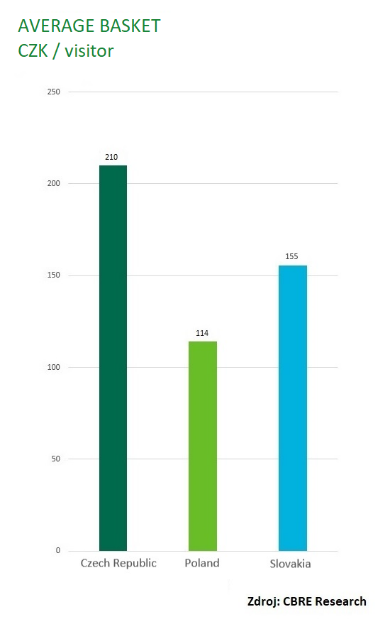 AVERAGE BASKET
CZK / visitor
250
210
200
155
150
114
100
50
0
Czech Republic Poland Slovakia
Zdroj: CBRE Research